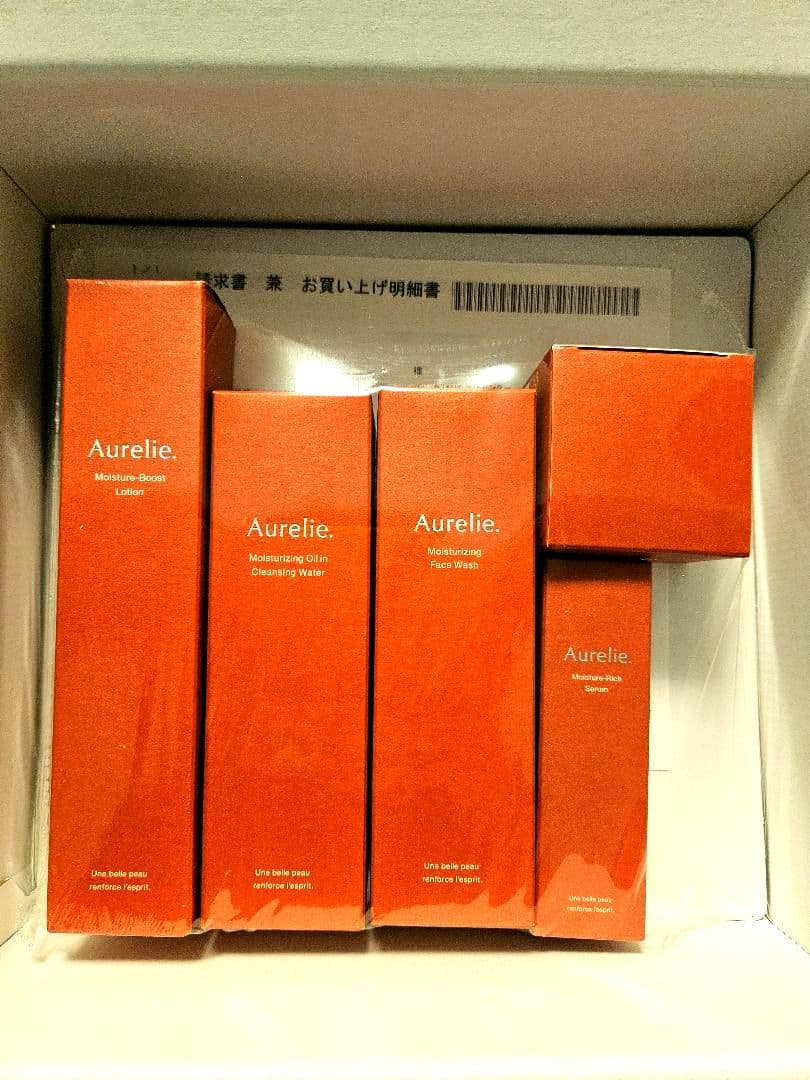 請求書 兼 お買い上げ明細書
様
Aurelie.
Moisture-Boost
Lotion
Une belle peau
renforce l'esprit.
Aurelie.
Moisturizing Oil in
Cleansing Water
Une belle peau
renforce l'esprit.
Aurelie.
Moisturizing
Face Wash
Une belle peau
renforce l'esprit.
Aurelie.
Moisture-Rich
Serum
Une belle peau
renforce l'esprit.